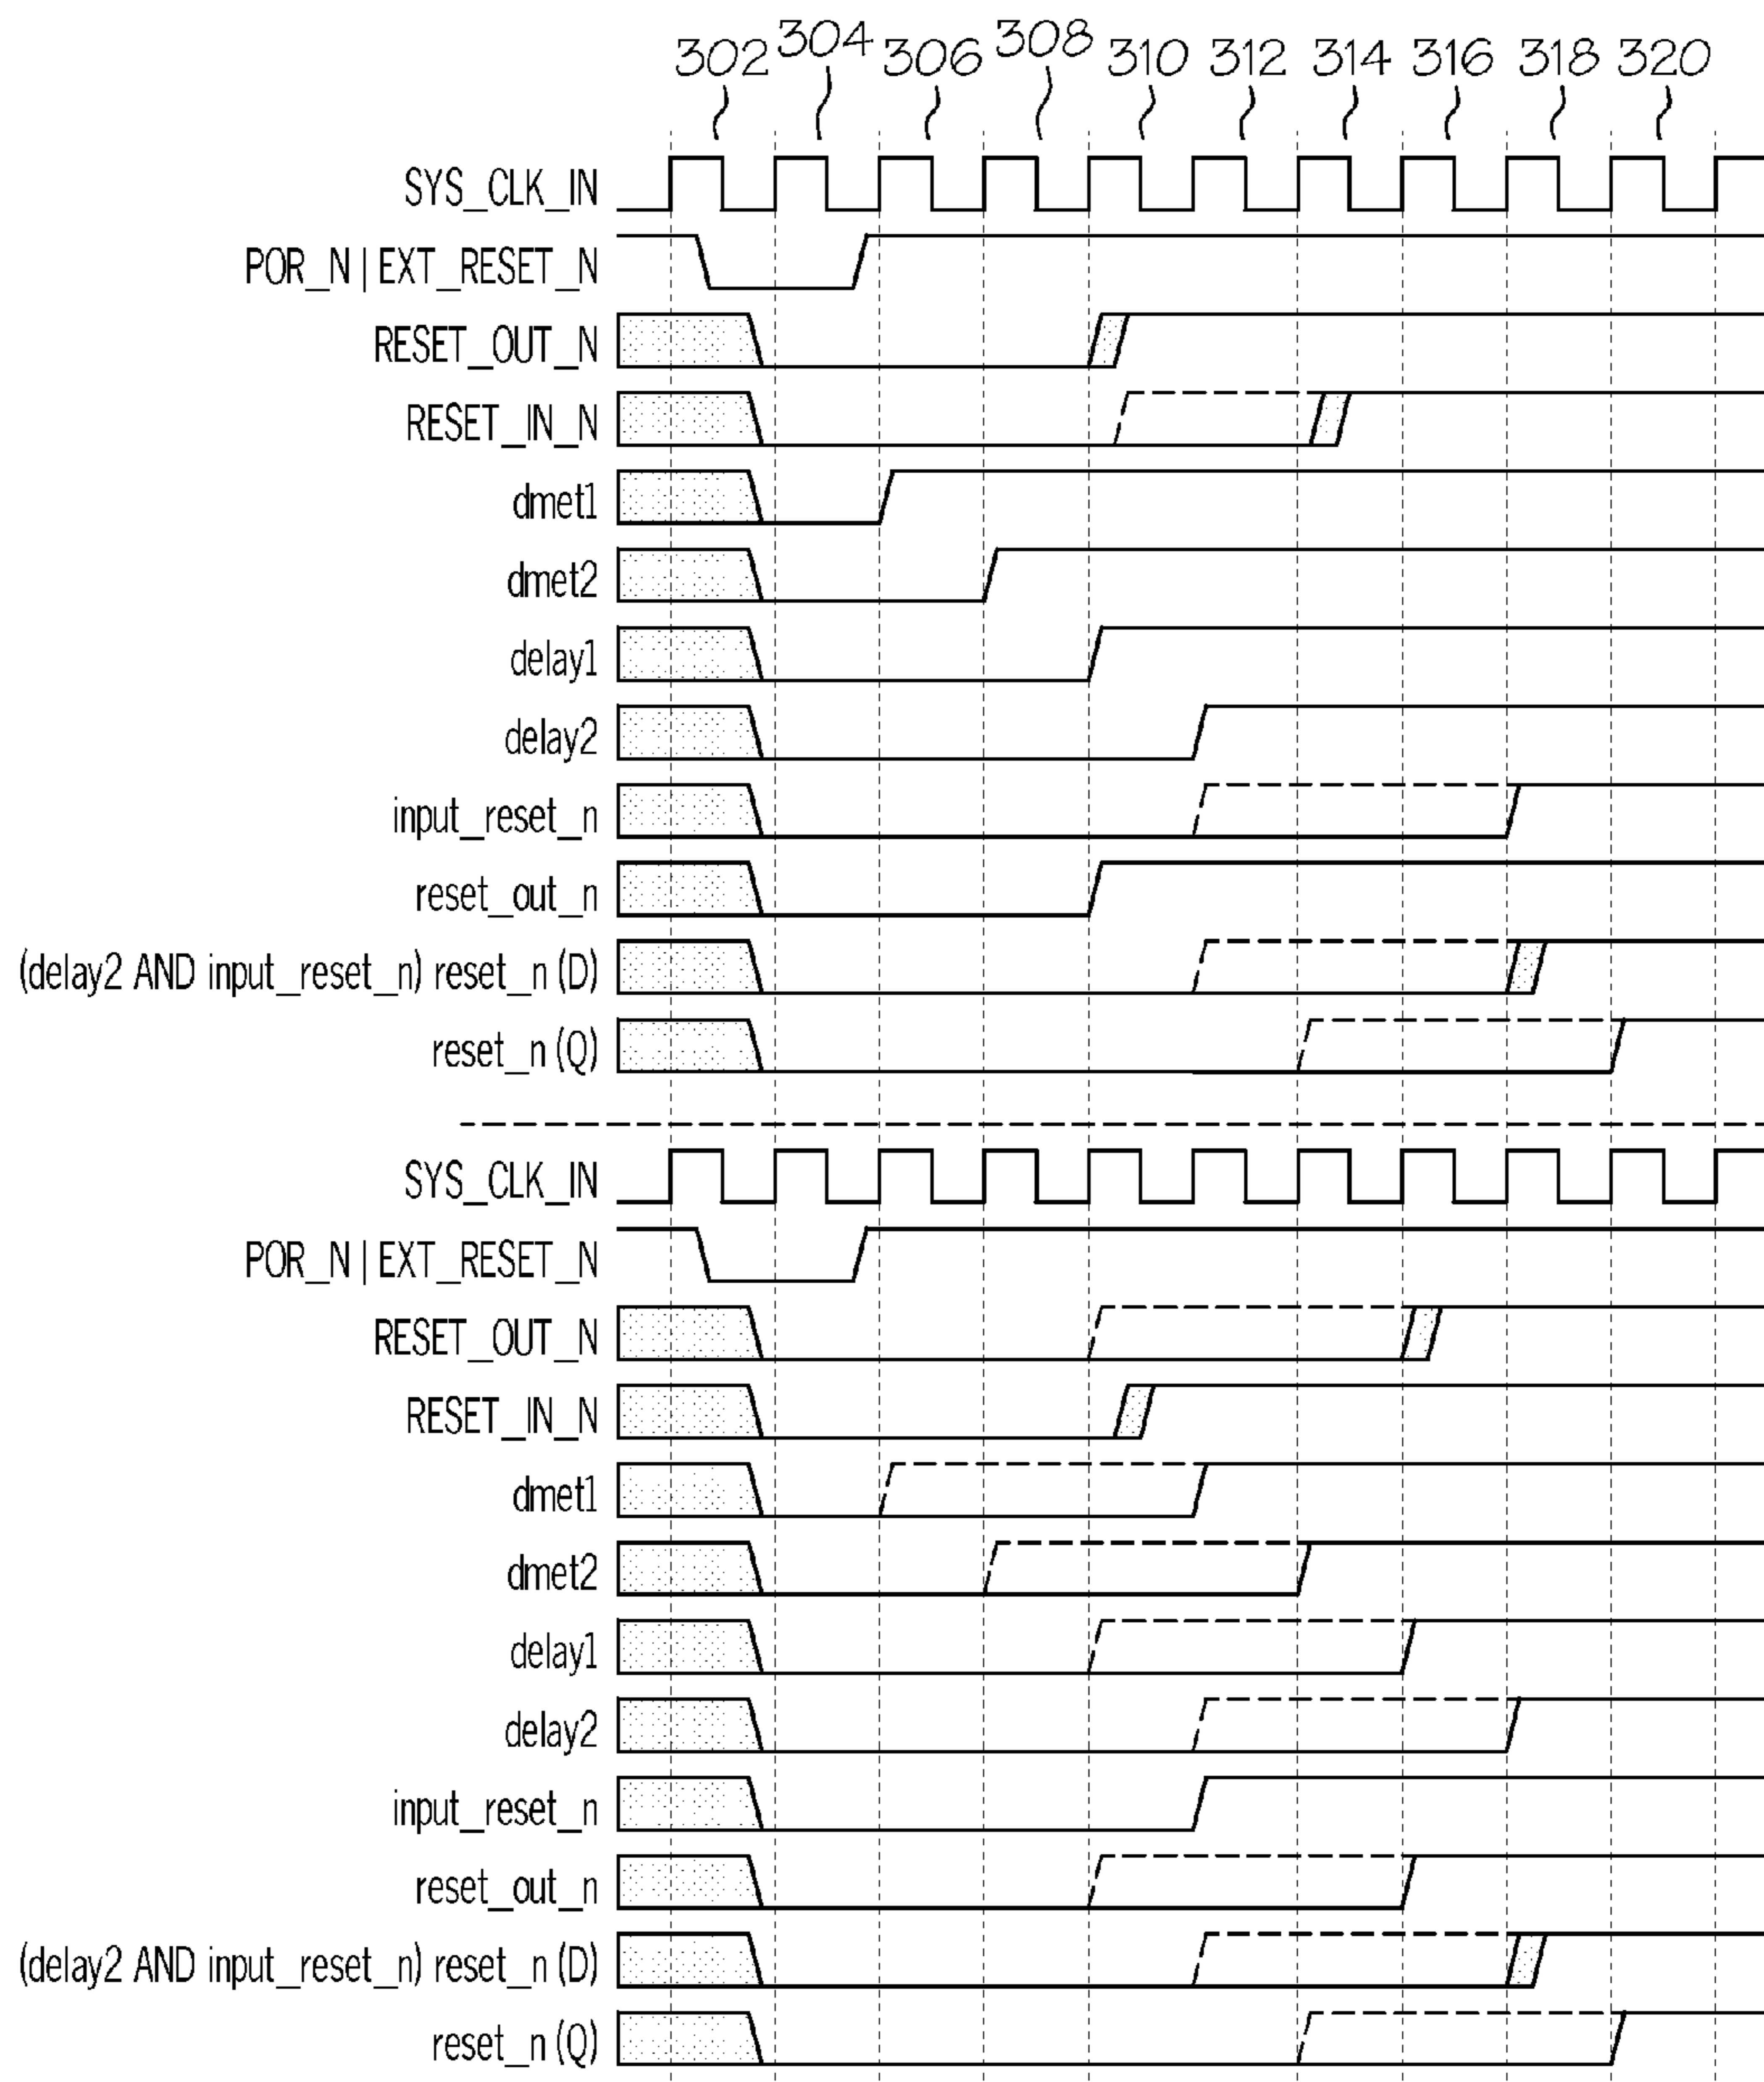 302 304 306 308 310 312 314 316 318 320
SYS_CLK_IN
POR_N | EXT_RESET_N
RESET_OUT_N
RESET_IN_N
dmet1
dmet2
delay1
delay2
input_reset_n
reset_out_n
(delay2 AND input_reset_n) reset_n (D)
reset_n (Q)
SYS_CLK_IN
POR_N | EXT_RESET_N
RESET_OUT_N
RESET_IN_N
dmet1
dmet2
delay1
delay2
input_reset_n
reset_out_n
(delay2 AND input_reset_n) reset_n (D)
reset_n (Q)